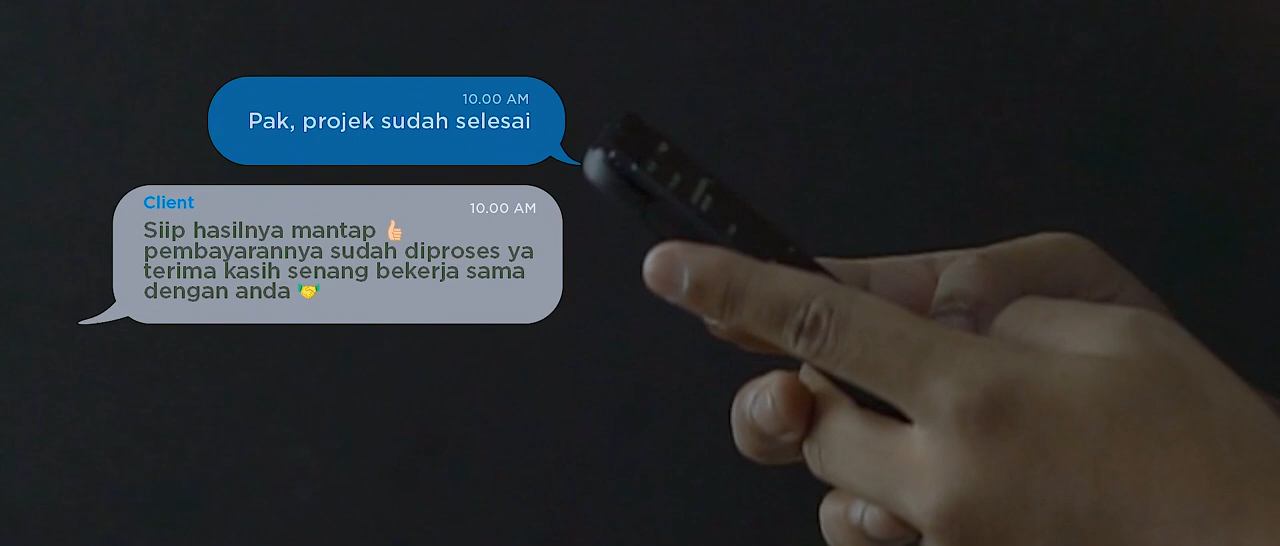 10.00 AM
Pak, projek sudah selesai
Client
10.00 AM
Siip hasilnya mantap 👍🏻
pembayarannya sudah diproses ya
terima kasih senang bekerja sama
dengan anda 🤝